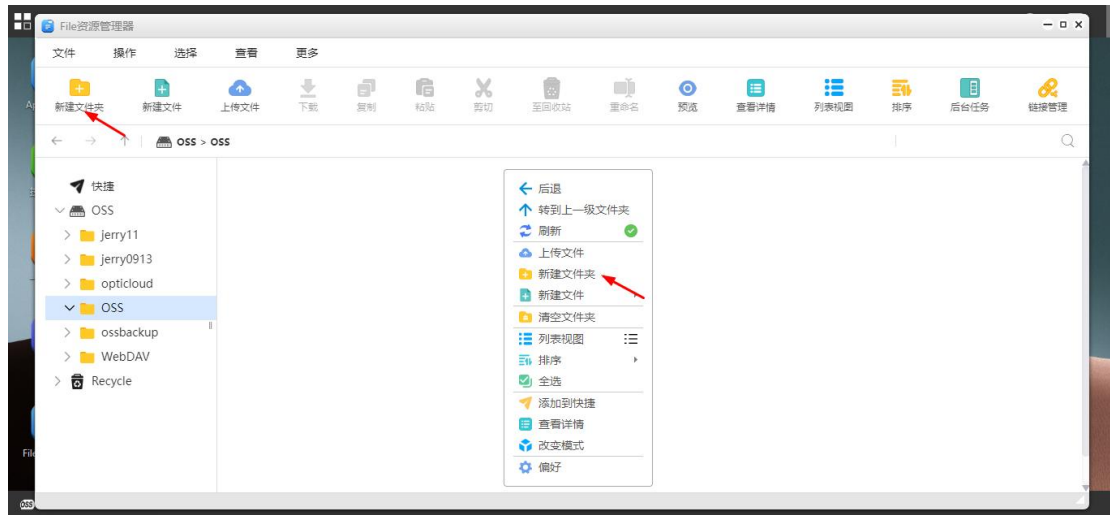 File资源管理器
文件 操作 选择 查看 更多
新建文件夹 新建文件 上传文件 下载 复制 粘贴 剪切 至回收站 重命名 预览 查看详情 列表视图 排序 后台任务 链接管理
OSS > OSS
快捷
OSS
Jerry11
jerry0913
opticloud
OSS
ossbackup
WebDAV
Recycle
后退
转到上一级文件夹
刷新
上传文件
新建文件夹
新建文件
清空文件夹
列表视图
排序
全选
添加到快捷
查看详情
改变模式
偏好
File
OSS